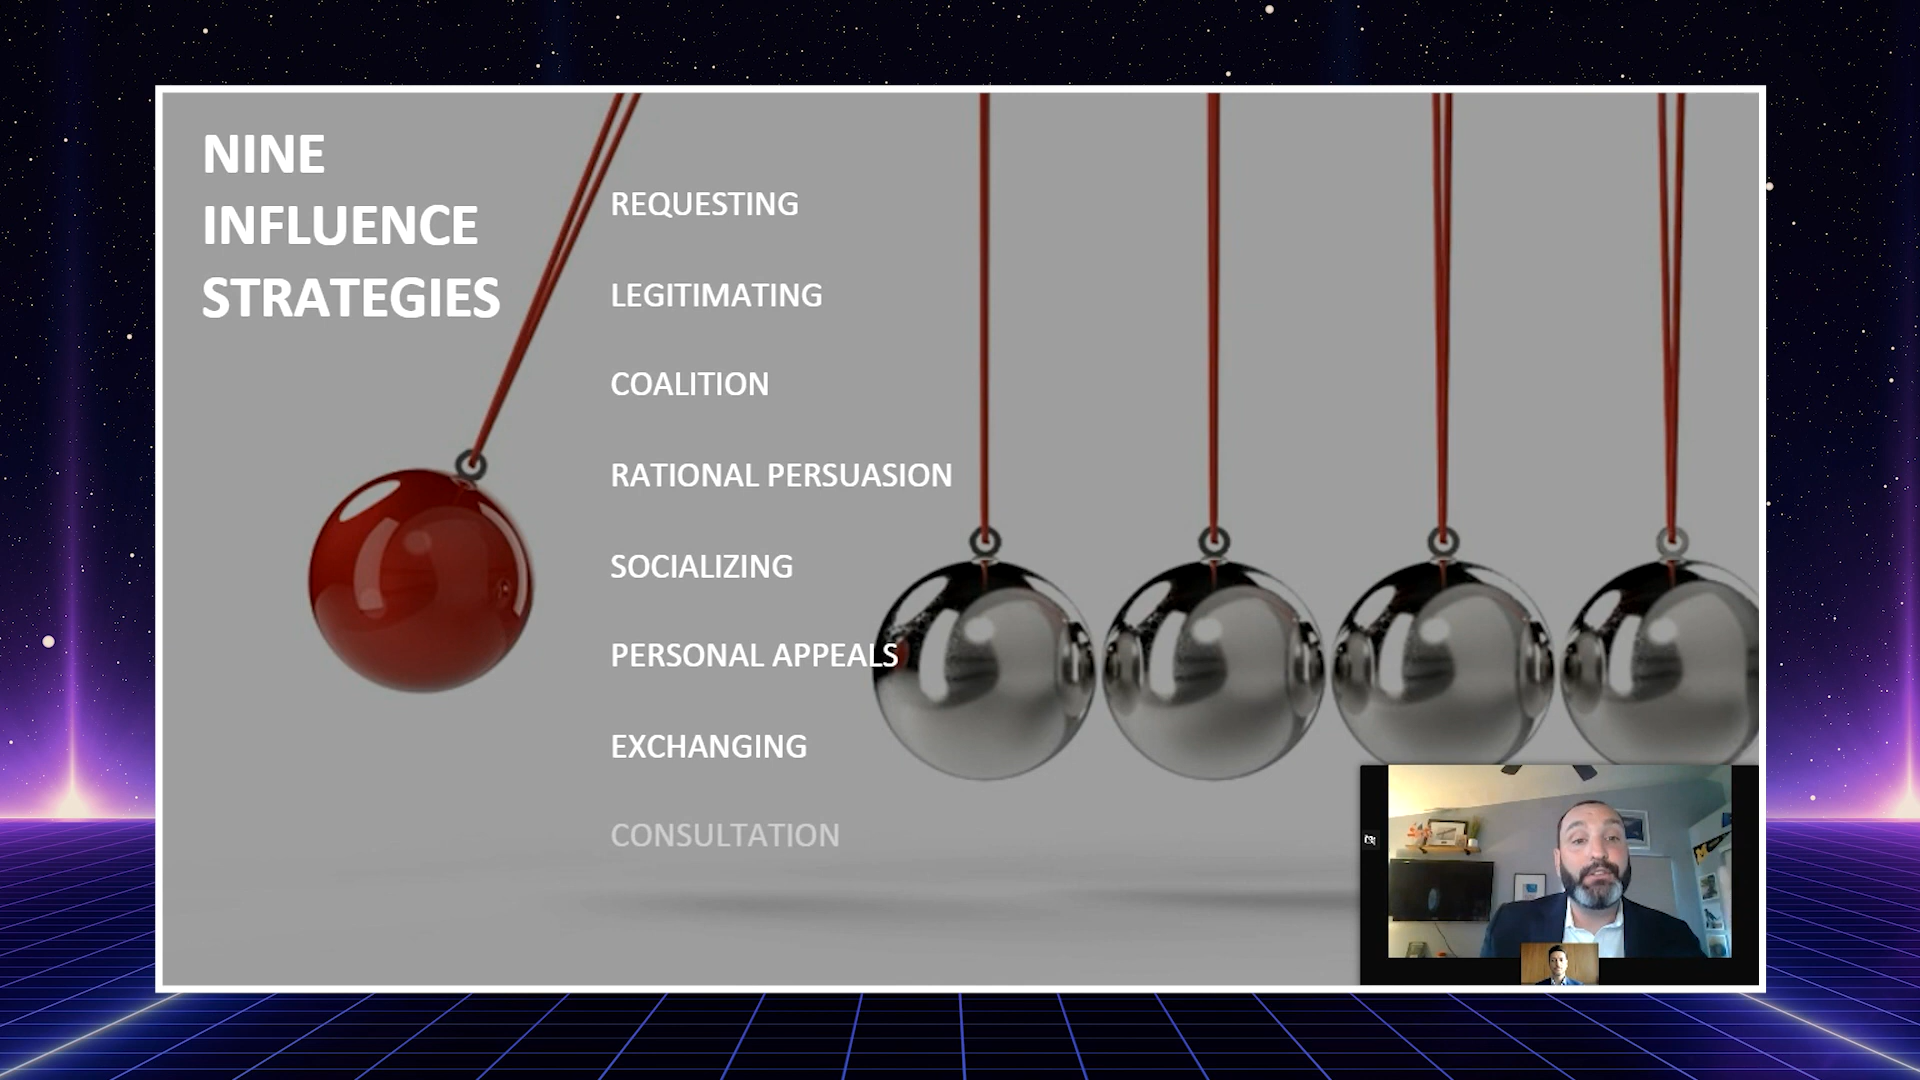 NINE
INFLUENCE
STRATEGIES
REQUESTING
LEGITIMATING
COALITION
RATIONAL PERSUASION
SOCIALIZING
PERSONAL APPEALS
EXCHANGING
CONSULTATION
M